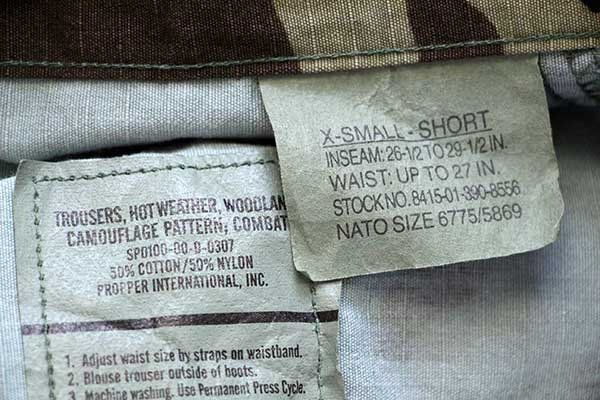 X-SMALL - SHORT
INSEAM: 26-1/2 TO 29-1/2 IN.
WAIST: UP TO 27 IN.
STOCK NO. 8415-01-390-8556
NATO SIZE 6775/5869
TROUSERS, HOT WEATHER, WOODLAN
CAMOUFLAGE PATTERN, COMBAT
SPO100-00-D-0307
50% COTTON/50% NYLON
PROPPER INTERNATIONAL, INC.
1. Adjust waist size by straps on waistband.
2. Blouse trouser outside of boots.
3. Machine washing. Use Permanent Press Cycle.